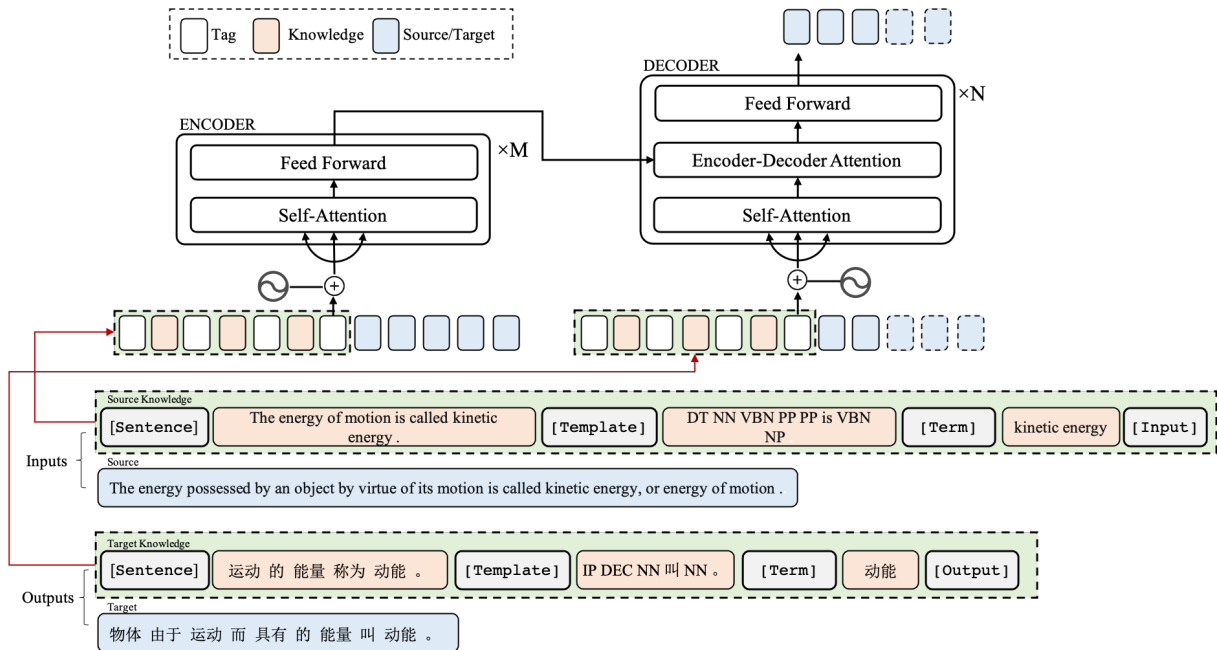 Tag Knowledge Source/Target
DECODER
Feed Forward
×N
Encoder-Decoder Attention
Self-Attention
ENCODER
×M
Feed Forward
Self-Attention
+
+
Source Knowledge
[Sentence] The energy of motion is called kinetic
energy . [Template] DT NN VBN PP PP is VBN
NP [Term] kinetic energy [Input]
Inputs
Source
The energy possessed by an object by virtue of its motion is called kinetic energy, or energy of motion .
Target Knowledge
[Sentence] 运动 的 能量 称为 动能 。 [Template] IP DEC NN 叫 NN 。 [Term] 动能 [Output]
Outputs
Target
物体 由于 运动 而 具有 的 能量 叫 动能 。